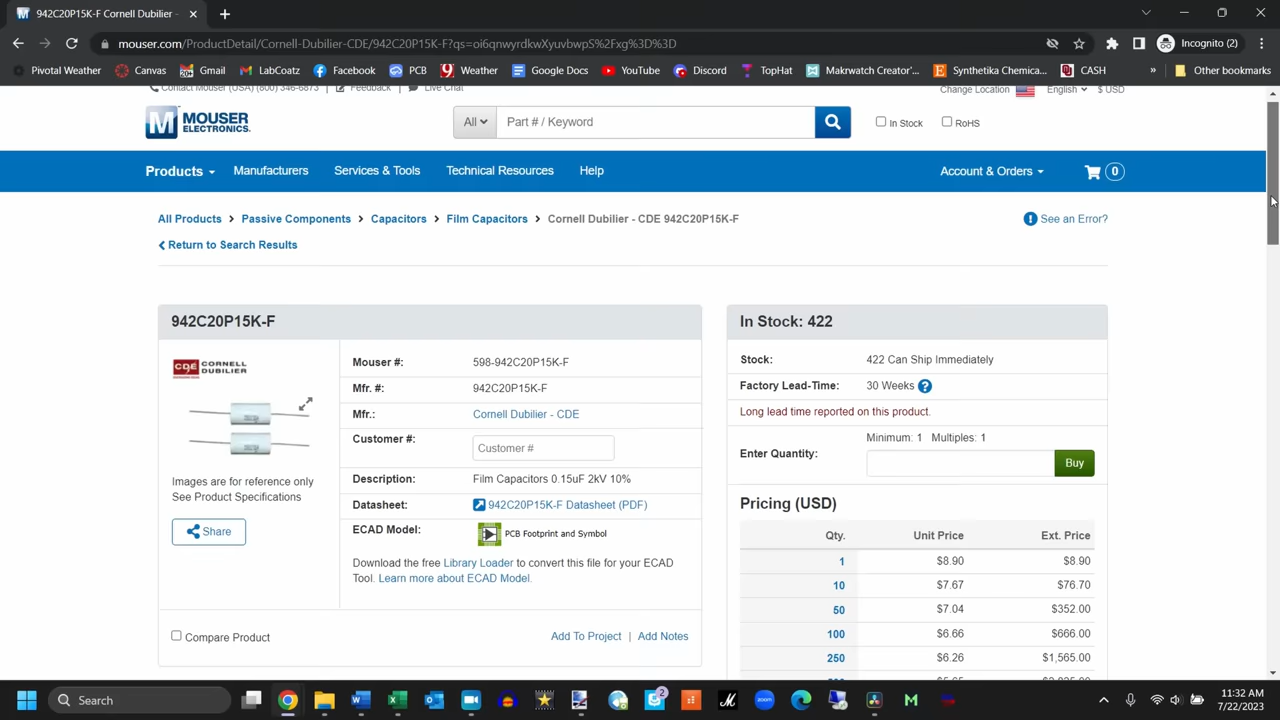 942C20P15K-F Cornell Dubilier -
mouser.com/ProductDetail/Cornell-Dubilier-CDE/942C20P15K-F?qs=oi6qnwyrdkwXyuvbwpS%2Fxg%3D%3D
Incognito (2)
Pivotal Weather
Canvas
Gmail
LabCoatz
Facebook
PCB
Weather
Google Docs
YouTube
Discord
TopHat
Makrwatch Creator'...
Synthetika Chemica...
CASH
»
Other bookmarks
Contact Mouser (USA) (800) 346-6873 | Feedback | Live Chat
Change Location English $ USD
MOUSER
ELECTRONICS
All
Part # / Keyword
In Stock
RoHS
Products
Manufacturers
Services & Tools
Technical Resources
Help
Account & Orders
0
All Products > Passive Components > Capacitors > Film Capacitors > Cornell Dubilier - CDE 942C20P15K-F
See an Error?
Return to Search Results
942C20P15K-F
CDE CORNELL
DUBILIER
Images are for reference only
See Product Specifications
Share
Mouser #: 598-942C20P15K-F
Mfr. #: 942C20P15K-F
Mfr.: Cornell Dubilier - CDE
Customer #: Customer #
Description: Film Capacitors 0.15uF 2kV 10%
Datasheet: 942C20P15K-F Datasheet (PDF)
ECAD Model: PCB Footprint and Symbol
Download the free Library Loader to convert this file for your ECAD
Tool. Learn more about ECAD Model.
Compare Product
Add To Project | Add Notes
In Stock: 422
Stock: 422 Can Ship Immediately
Factory Lead-Time: 30 Weeks ?
Long lead time reported on this product.
Minimum: 1 Multiples: 1
Enter Quantity:
Buy
Pricing (USD)
Qty. Unit Price Ext. Price
1 $8.90 $8.90
10 $7.67 $76.70
50 $7.04 $352.00
100 $6.66 $666.00
250 $6.26 $1,565.00
Search
11:32 AM
7/22/2023